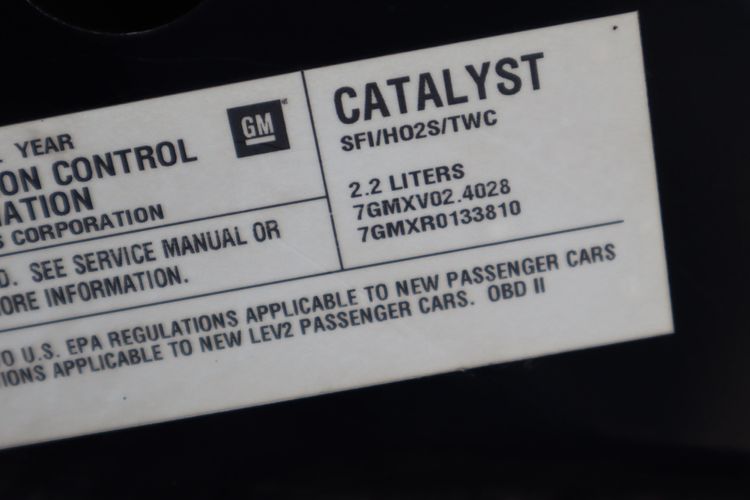 YEAR
ON CONTROL
ATION
CORPORATION
GM
SEE SERVICE MANUAL OR
ORE INFORMATION.
CATALYST
SFI/HO2S/TWC
2.2 LITERS
7GMXV02.4028
7GMXR0133810
O U.S. EPA REGULATIONS APPLICABLE TO NEW PASSENGER CARS
IONS APPLICABLE TO NEW LEV2 PASSENGER CARS. OBD II